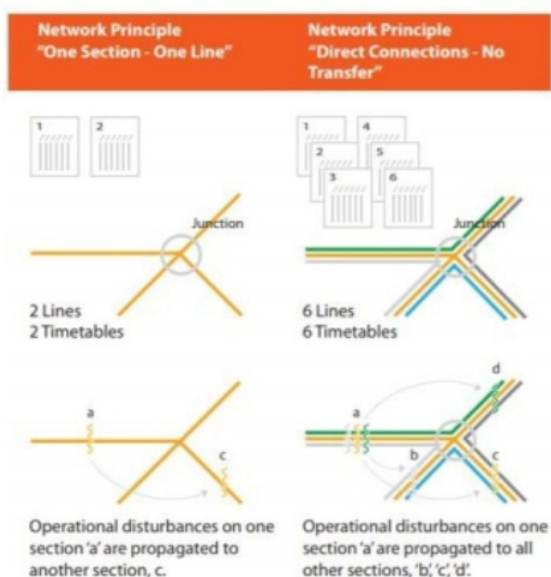 Network Principle
"One Section - One Line"
Network Principle
"Direct Connections - No
Transfer"
1
2
1
4
2
5
3
6
Junction
Junction
2 Lines
2 Timetables
6 Lines
6 Timetables
a
c
a
d
b
c
Operational disturbances on one
section 'a' are propagated to
another section, c.
Operational disturbances on one
section 'a' are propagated to all
other sections, 'b,' 'c,' 'd'.